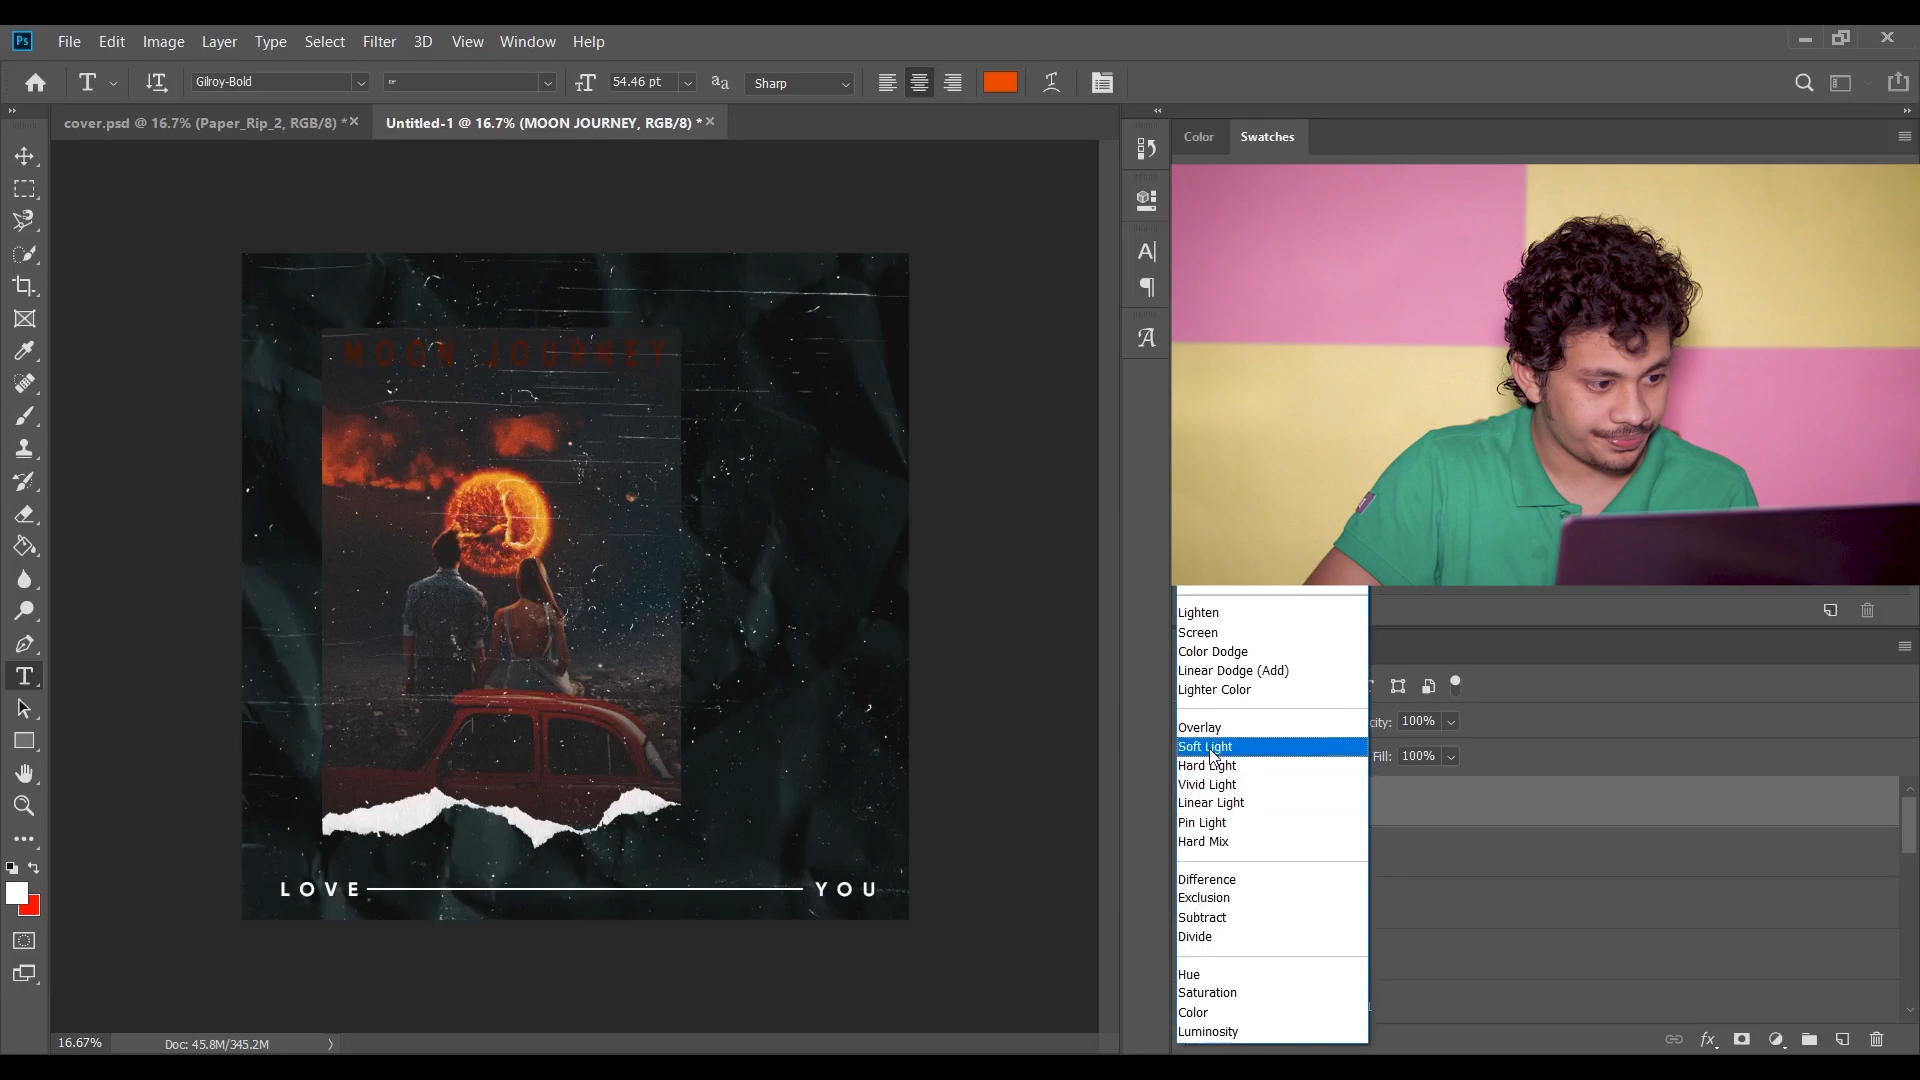 Ps File Edit Image Layer Type Select Filter 3D View Window Help
T Gilroy-Bold 54.46 pt aa Sharp
cover.psd @ 16.7% (Paper_Rip_2, RGB/8) *
Untitled-1 @ 16.7% (MOON JOURNEY, RGB/8) *
Color Swatches
MOON JOURNEY
LOVE YOU
Lighten
Screen
Color Dodge
Linear Dodge (Add)
Lighter Color
Overlay
Soft Light
Hard Light
Vivid Light
Linear Light
Pin Light
Hard Mix
Difference
Exclusion
Subtract
Divide
Hue
Saturation
Color
Luminosity
100%
Fill: 100%
fx
16.67% Doc: 45.8M/345.2M